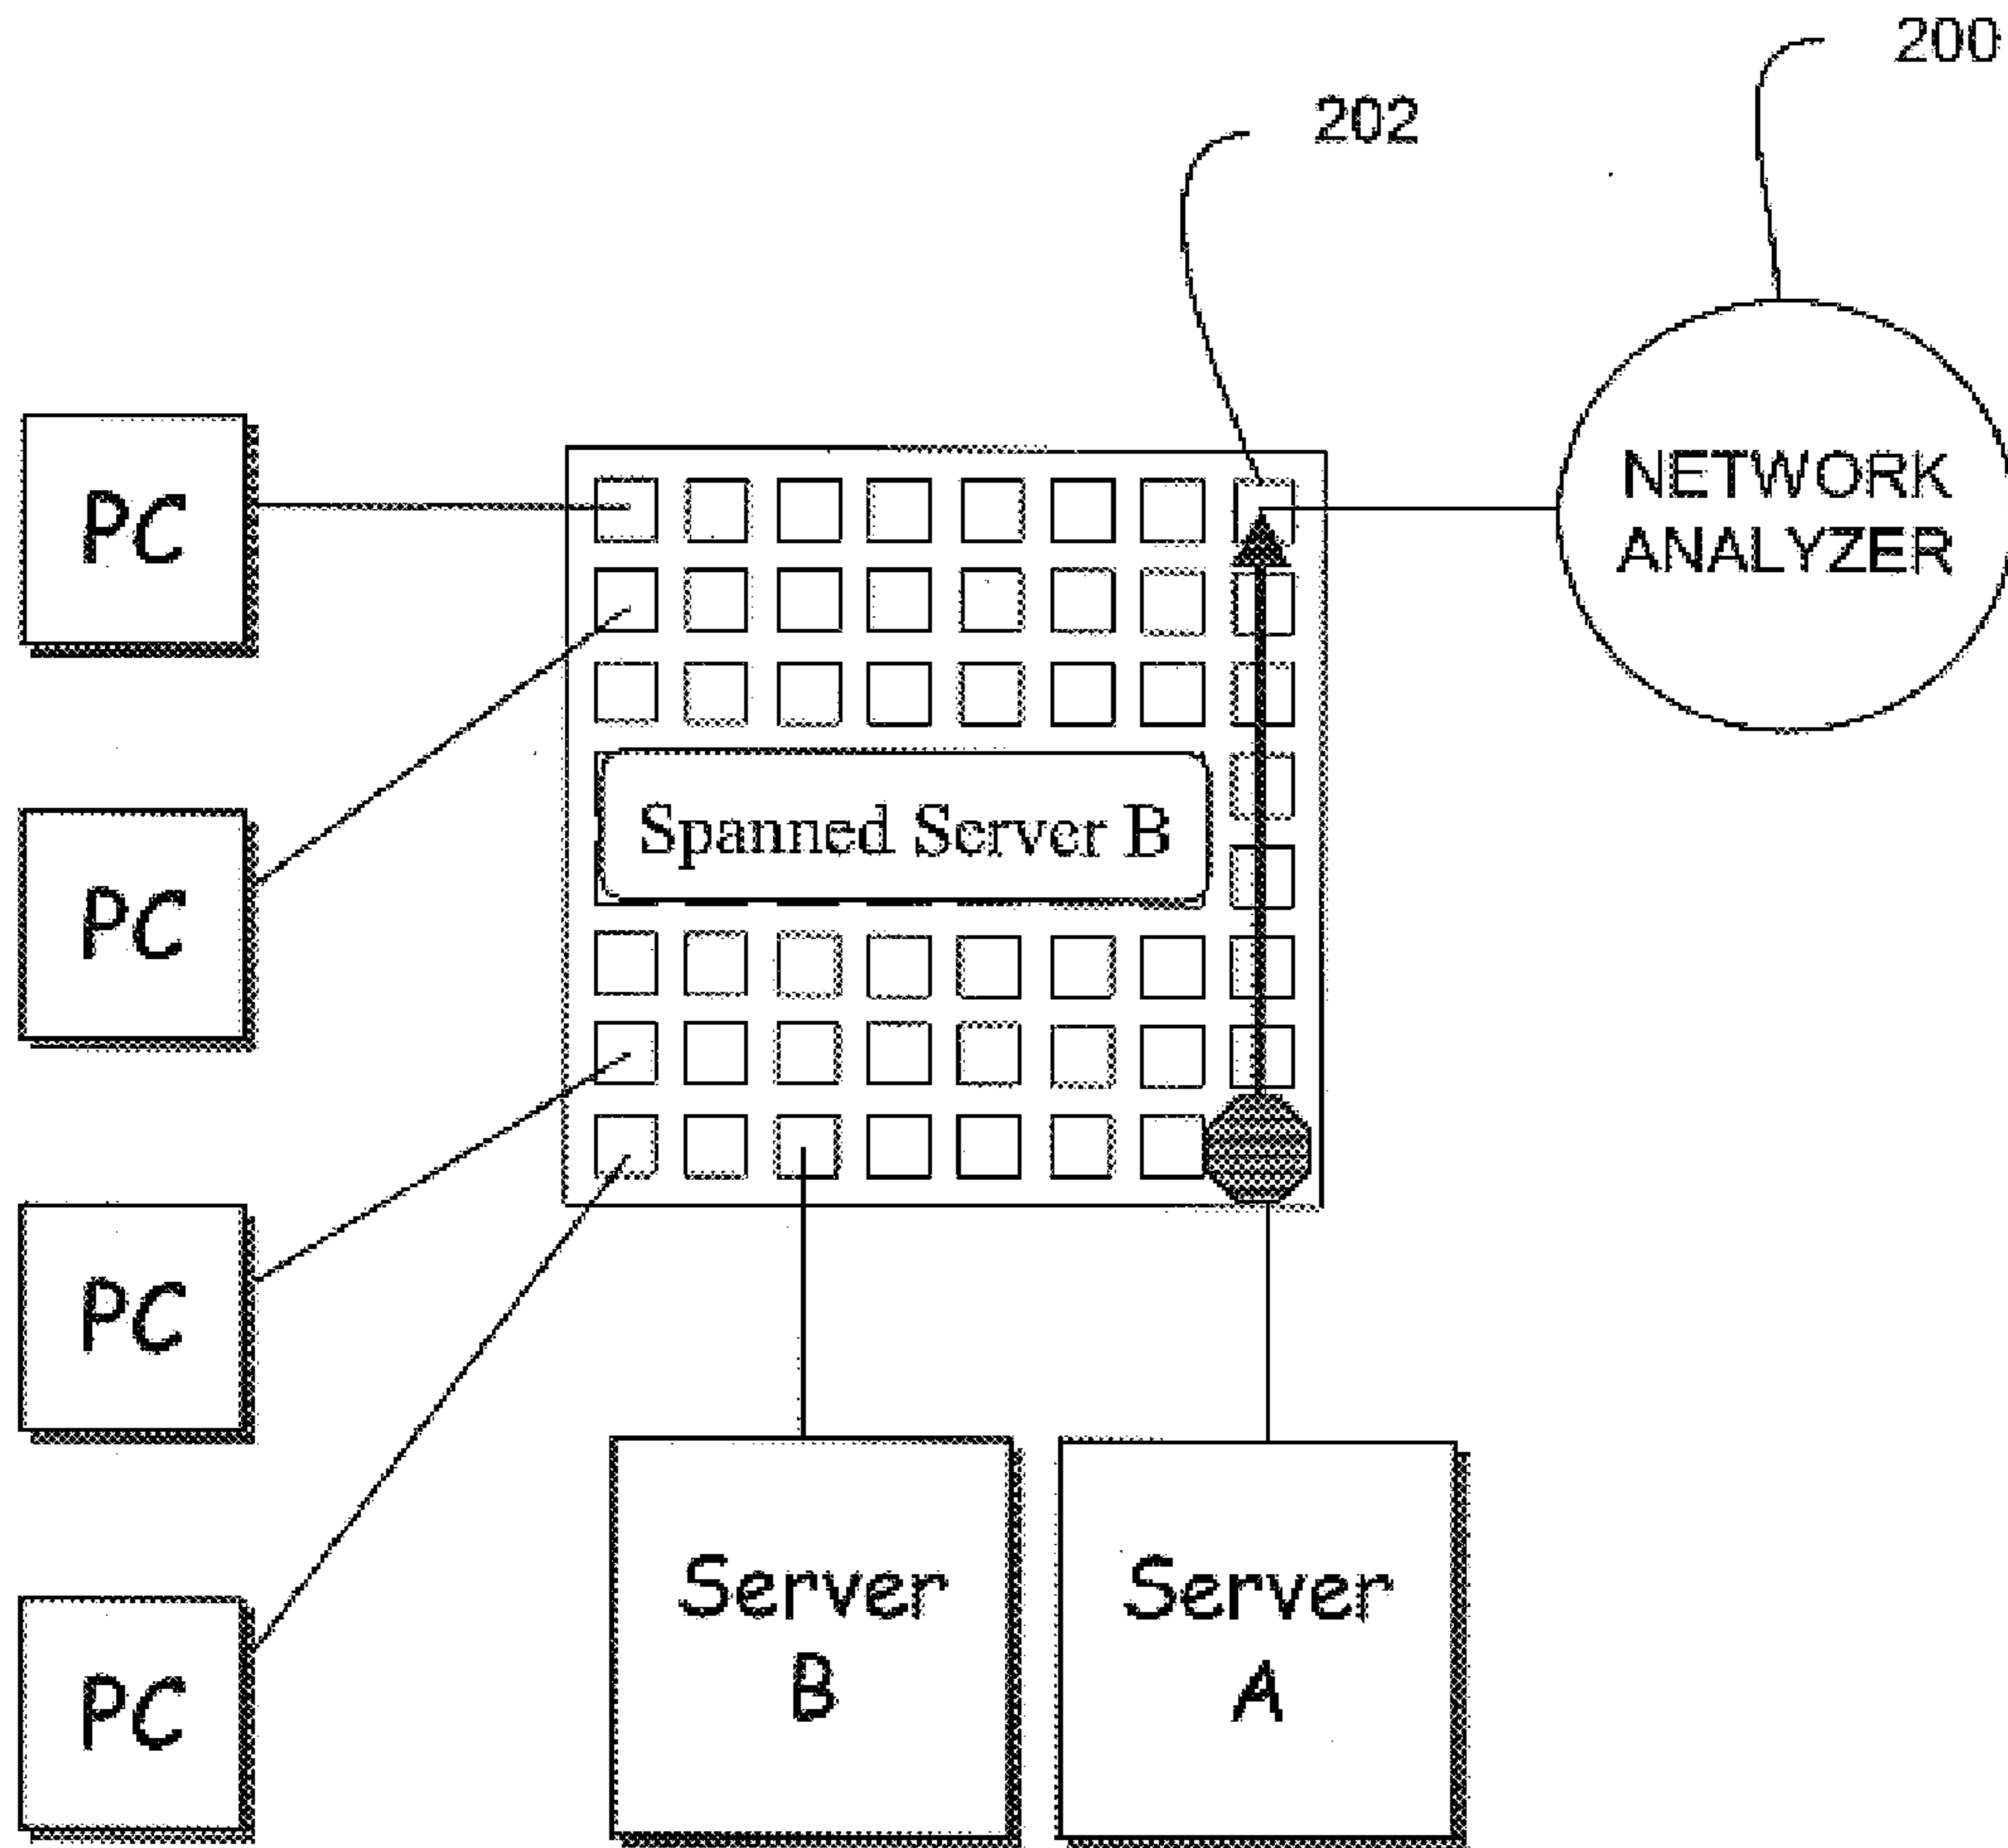 200
202
PC
NETWORK
ANALYZER
PC
Spanned Server B
PC
PC
Server
B
Server
A